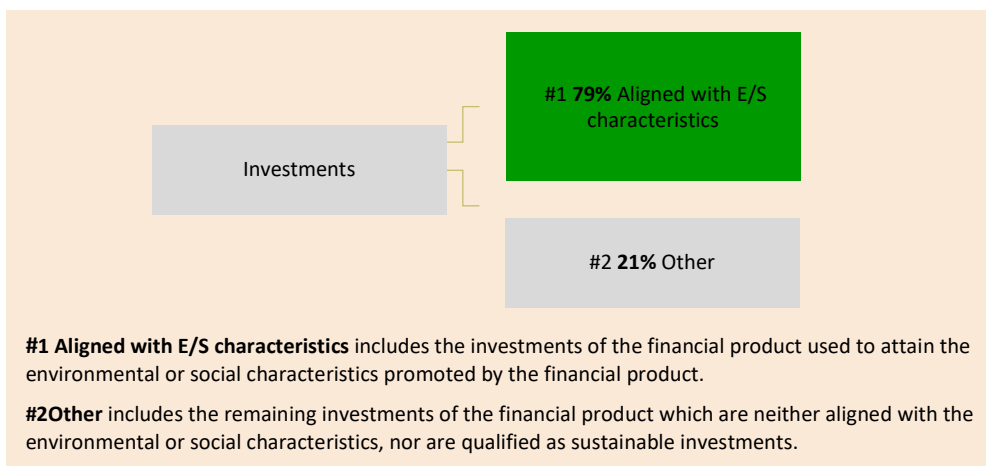 #1 79% Aligned with E/S
characteristics
Investments
#2 21% Other
#1 Aligned with E/S characteristics includes the investments of the financial product used to attain the
environmental or social characteristics promoted by the financial product.
#2Other includes the remaining investments of the financial product which are neither aligned with the
environmental or social characteristics, nor are qualified as sustainable investments.